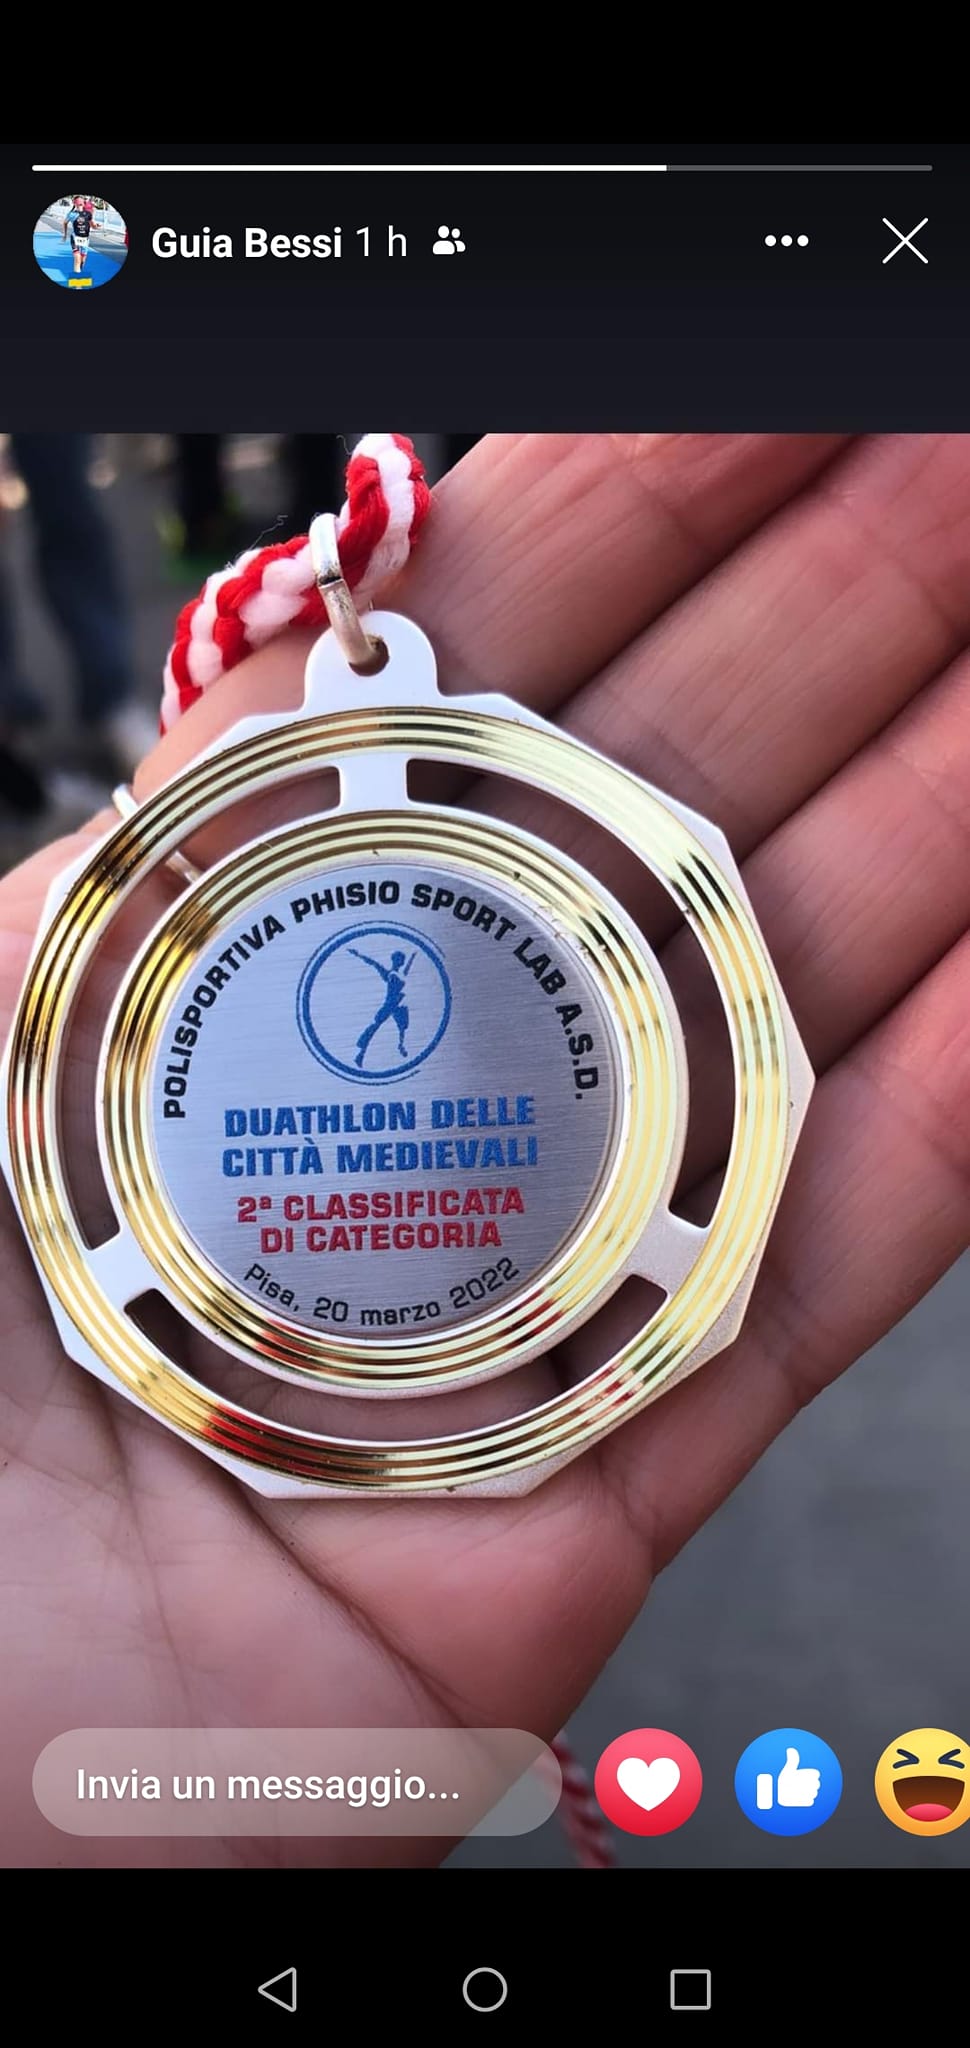 Guia Bessi 1 h
POLISPORTIVA PHISIO SPORT LAB A.S.D.
DUATHLON DELLE
CITTÀ MEDIEVALI
2ª CLASSIFICATA
DI CATEGORIA
Pisa, 20 marzo 2022
Invia un messaggio...